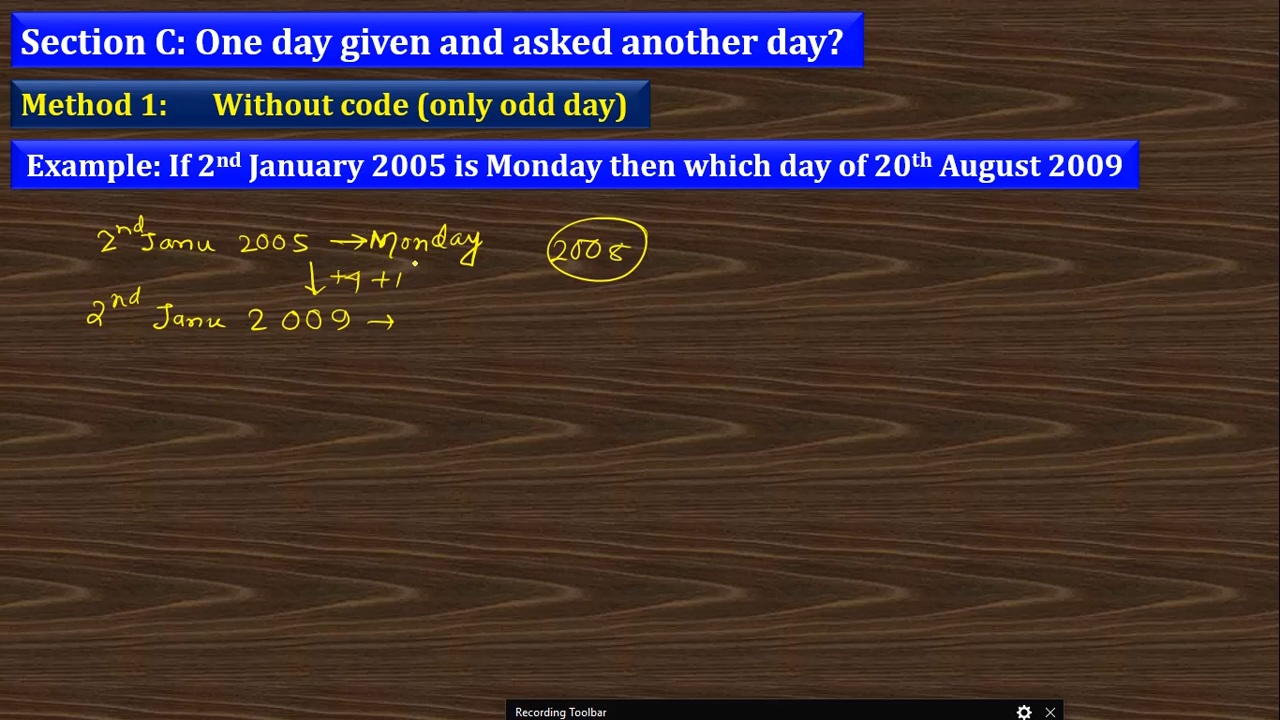 Section C: One day given and asked another day?
Method 1: Without code (only odd day)
Example: If 2nd January 2005 is Monday then which day of 20th August 2009
2nd Janu 2005 → Monday 2008
↓ +4 +1
2nd Janu 2009 →
Recording Toolbar